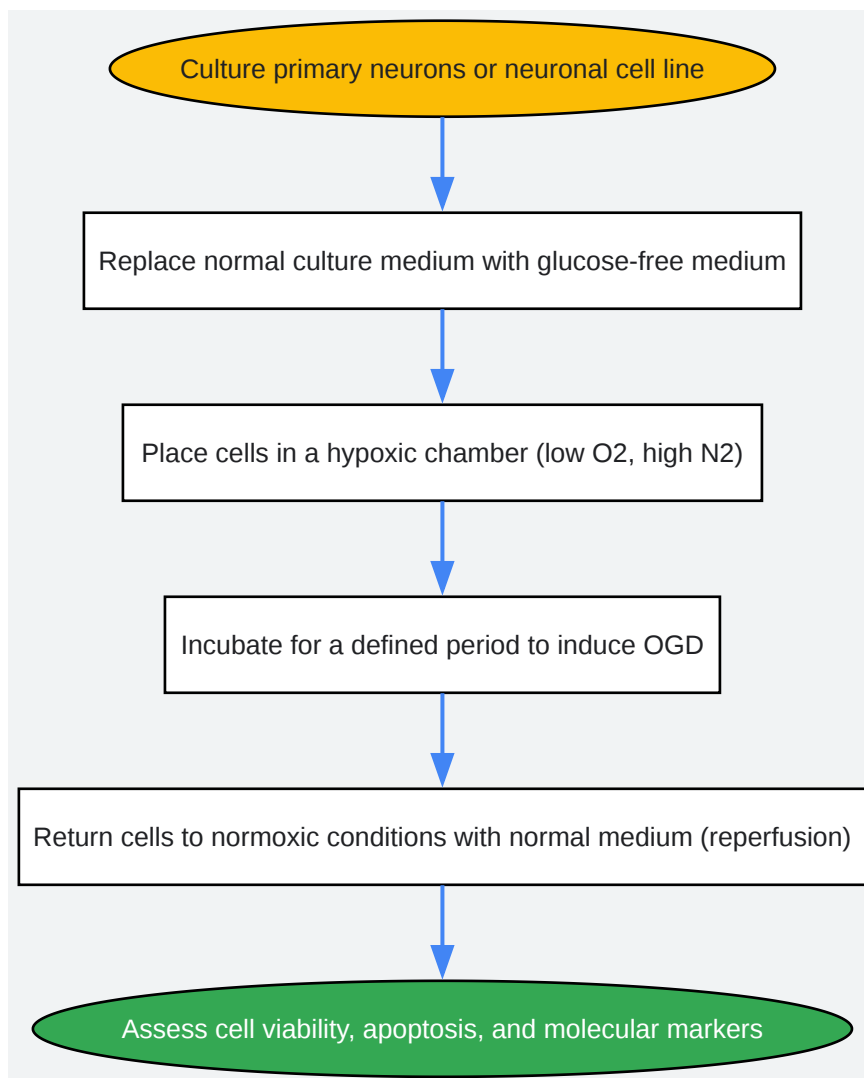 Culture primary neurons or neuronal cell line
Replace normal culture medium with glucose-free medium
Place cells in a hypoxic chamber (low O2, high N2)
Incubate for a defined period to induce OGD
Return cells to normoxic conditions with normal medium (reperfusion)
Assess cell viability, apoptosis, and molecular markers